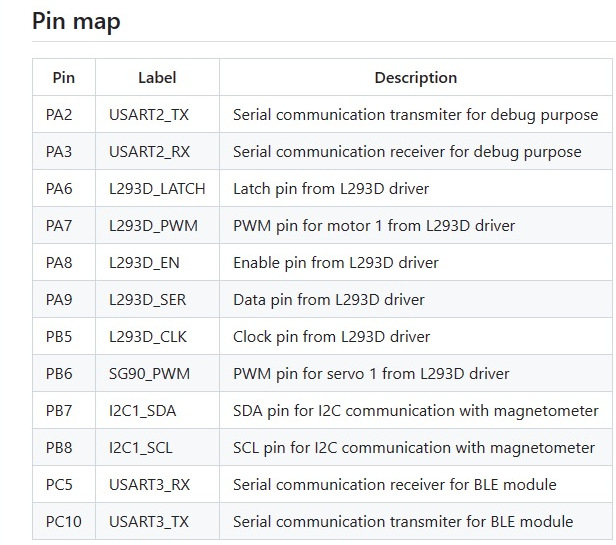 Pin map
Pin Label Description
PA2 USART2_TX Serial communication transmiter for debug purpose
PA3 USART2_RX Serial communication receiver for debug purpose
PA6 L293D_LATCH Latch pin from L293D driver
PA7 L293D_PWM PWM pin for motor 1 from L293D driver
PA8 L293D_EN Enable pin from L293D driver
PA9 L293D_SER Data pin from L293D driver
PB5 L293D_CLK Clock pin from L293D driver
PB6 SG90_PWM PWM pin for servo 1 from L293D driver
PB7 I2C1_SDA SDA pin for I2C communication with magnetometer
PB8 I2C1_SCL SCL pin for I2C communication with magnetometer
PC5 USART3_RX Serial communication receiver for BLE module
PC10 USART3_TX Serial communication transmiter for BLE module